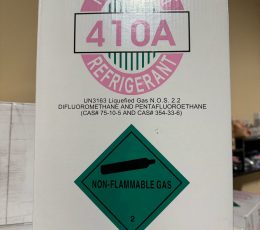 410A
REFRIGERANT
UN3163 Liquefied Gas N.O.S. 2.2
DIFLUOROMETHANE AND PENTAFLUOROETHANE
(CAS# 75-10-5 AND CAS# 354-33-6)
NON-FLAMMABLE GAS
2